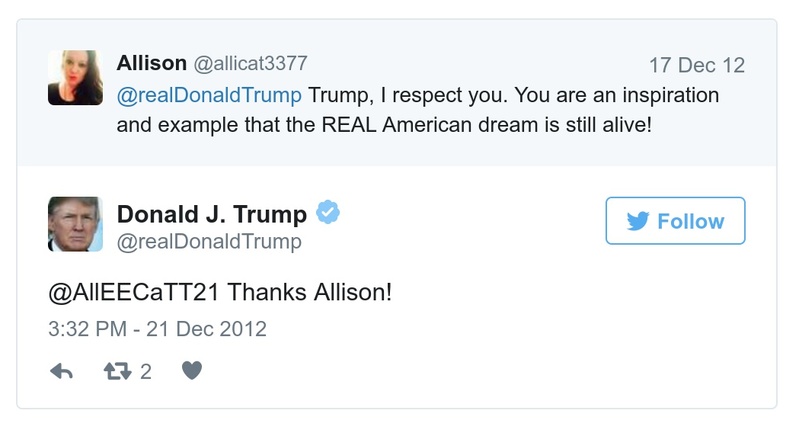 Allison @allicat3377 17 Dec 12
@realDonaldTrump Trump, I respect you. You are an inspiration
and example that the REAL American dream is still alive!
Donald J. Trump
@realDonaldTrump
Follow
@AllEECaTT21 Thanks Allison!
3:32 PM - 21 Dec 2012
2